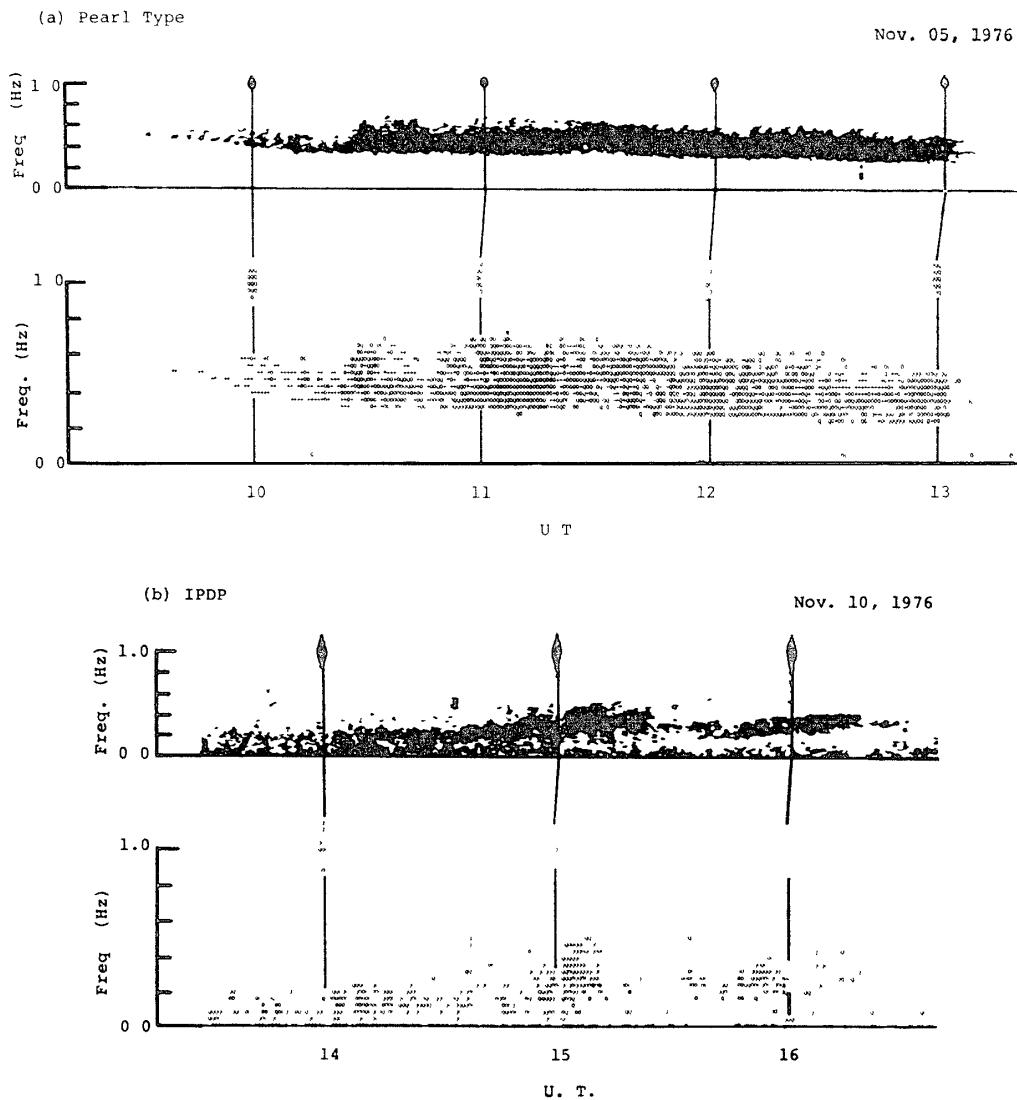 (a) Pearl Type
Nov. 05, 1976
Freq (Hz)
1 0
0 0
Freq. (Hz)
1 0
0 0
10 11 12 13
U T
(b) IPDP
Nov. 10, 1976
Freq. (Hz)
1.0
0 0
Freq (Hz)
1.0
0 0
14 15 16
U. T.